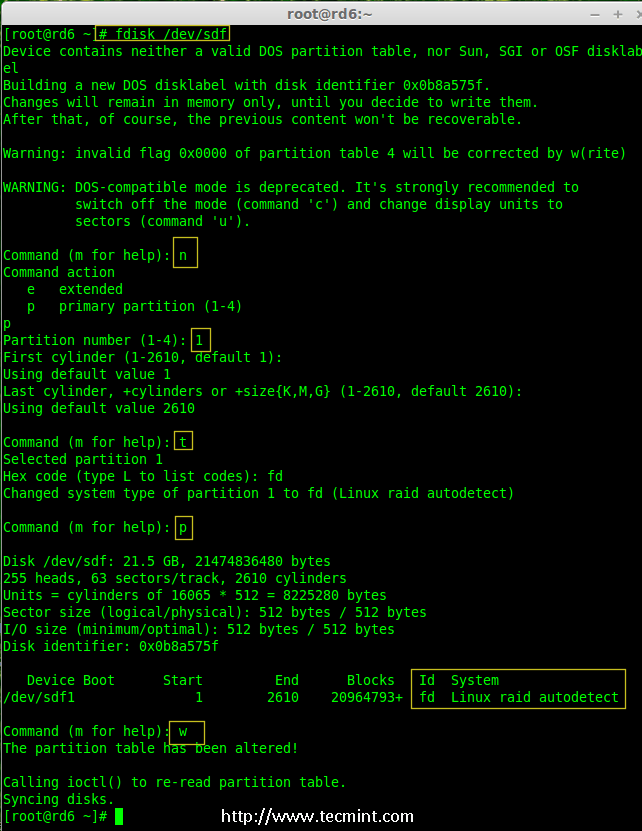 root@rd6:~
[root@rd6 ~]# fdisk /dev/sdf
Device contains neither a valid DOS partition table, nor Sun, SGI or OSF disklab
el
Building a new DOS disklabel with disk identifier 0x0b8a575f.
Changes will remain in memory only, until you decide to write them.
After that, of course, the previous content won't be recoverable.

Warning: invalid flag 0x0000 of partition table 4 will be corrected by w(rite)

WARNING: DOS-compatible mode is deprecated. It's strongly recommended to
         switch off the mode (command 'c') and change display units to
         sectors (command 'u').

Command (m for help): n
Command action
   e   extended
   p   primary partition (1-4)
p
Partition number (1-4): 1
First cylinder (1-2610, default 1):
Using default value 1
Last cylinder, +cylinders or +size{K,M,G} (1-2610, default 2610):
Using default value 2610

Command (m for help): t
Selected partition 1
Hex code (type L to list codes): fd
Changed system type of partition 1 to fd (Linux raid autodetect)

Command (m for help): p

Disk /dev/sdf: 21.5 GB, 21474836480 bytes
255 heads, 63 sectors/track, 2610 cylinders
Units = cylinders of 16065 * 512 = 8225280 bytes
Sector size (logical/physical): 512 bytes / 512 bytes
I/O size (minimum/optimal): 512 bytes / 512 bytes
Disk identifier: 0x0b8a575f

   Device Boot      Start         End      Blocks   Id  System
/dev/sdf1               1        2610    20964793+  fd  Linux raid autodetect

Command (m for help): w
The partition table has been altered!

Calling ioctl() to re-read partition table.
Syncing disks.
[root@rd6 ~]#
http://www.tecmint.com